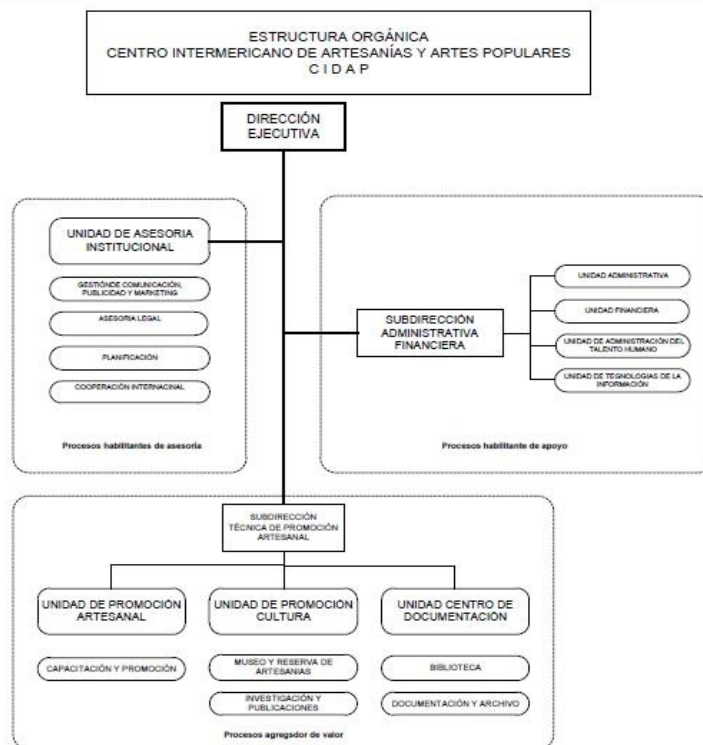 ESTRUCTURA ORGÁNICA
CENTRO INTERMERICANO DE ARTESANÍAS Y ARTES POPULARES
C I D A P
DIRECCIÓN
EJECUTIVA
UNIDAD DE ASESORIA
INSTITUCIONAL
GESTIÓNDE COMUNICACIÓN,
PUBLICIDAD Y MARKETING
ASESORIA LEGAL
PLANIFICACIÓN
COOPERACIÓN INTERNACINAL
Procesos habilitantes de asesoría
SUBDIRECCIÓN
ADMINISTRATIVA
FINANCIERA
UNIDAD ADMINISTRATIVA
UNIDAD FINANCIERA
UNIDAD DE ADMINISTRACIÓN DEL
TALENTO HUMANO
UNIDAD DE TEGNOLOGIAS DE LA
INFORMACIÓN
Procesos habilitante de apoyo
SUBDIRECCIÓN
TÉCNICA DE PROMOCIÓN
ARTESANAL
UNIDAD DE PROMOCIÓN
ARTESANAL
CAPACITACIÓN Y PROMOCIÓN
UNIDAD DE PROMOCIÓN
CULTURA
MUSEO Y RESERVA DE
ARTESANIAS
INVESTIGACIÓN Y
PUBLICACIONES
UNIDAD CENTRO DE
DOCUMENTACIÓN
BIBLIOTECA
DOCUMENTACIÓN Y ARCHIVO
Procesos agregsdor de valor